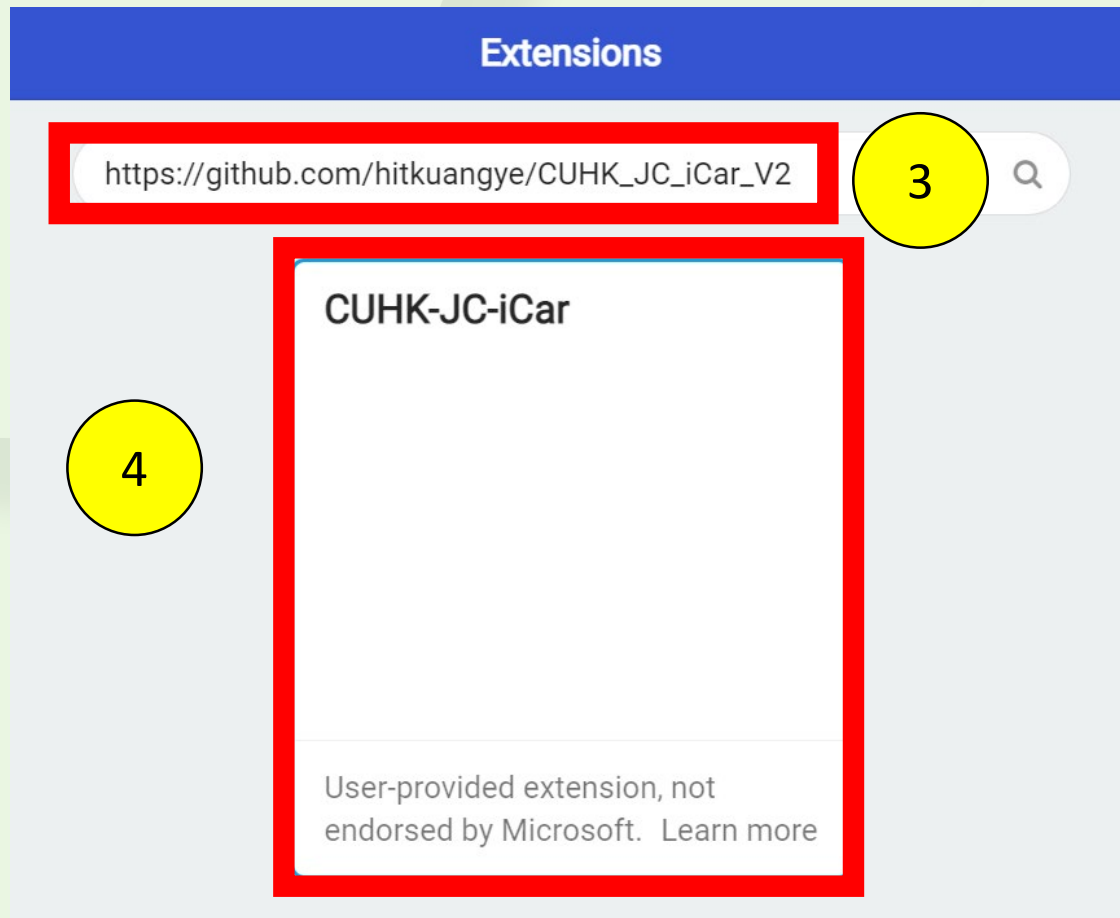 Extensions
https://github.com/hitkuangye/CUHK_JC_iCar_V2
3
CUHK-JC-iCar
4
User-provided extension, not
endorsed by Microsoft. Learn more